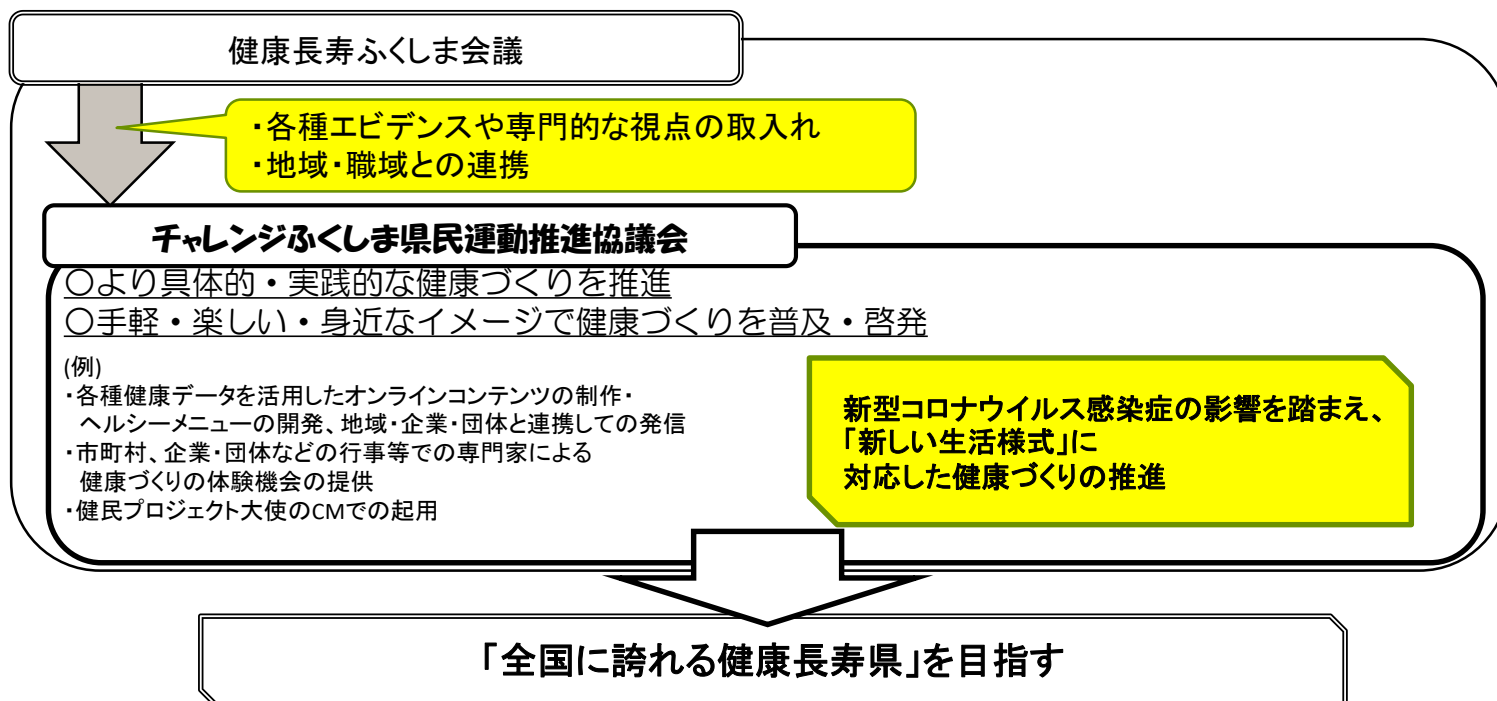 健康長寿ふくしま会議
・各種エビデンスや専門的な視点の取入れ
・地域・職域との連携
チャレンジふくしま県民運動推進協議会
〇より具体的・実践的な健康づくりを推進
〇手軽・楽しい・身近なイメージで健康づくりを普及・啓発
(例)
・各種健康データを活用したオンラインコンテンツの制作・
ヘルシーメニューの開発、地域・企業・団体と連携しての発信
・市町村、企業・団体などの行事等での専門家による
健康づくりの体験機会の提供
・健民プロジェクト大使のCMでの起用
新型コロナウイルス感染症の影響を踏まえ、
「新しい生活様式」に
対応した健康づくりの推進
「全国に誇れる健康長寿県」を目指す